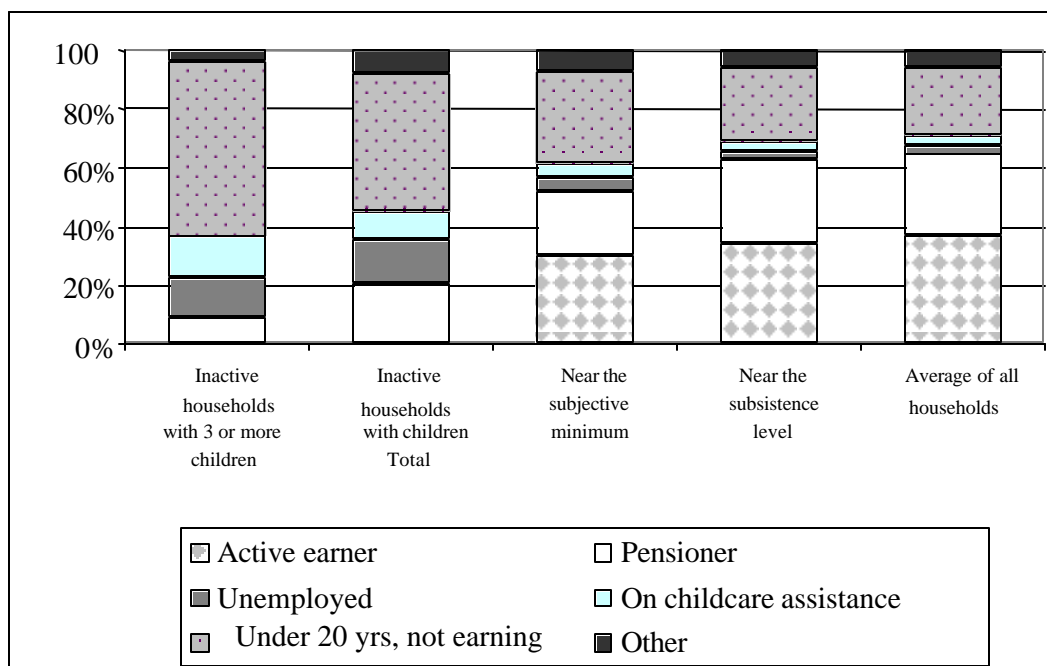 100
80%
60%
40%
20%
0%
Inactive
households
with 3 or more
children
Inactive
households
with children
Total
Near the
subjective
minimum
Near the
subsistence
level
Average of all
households
Active earner
Pensioner
Unemployed
On childcare assistance
Under 20 yrs, not earning
Other